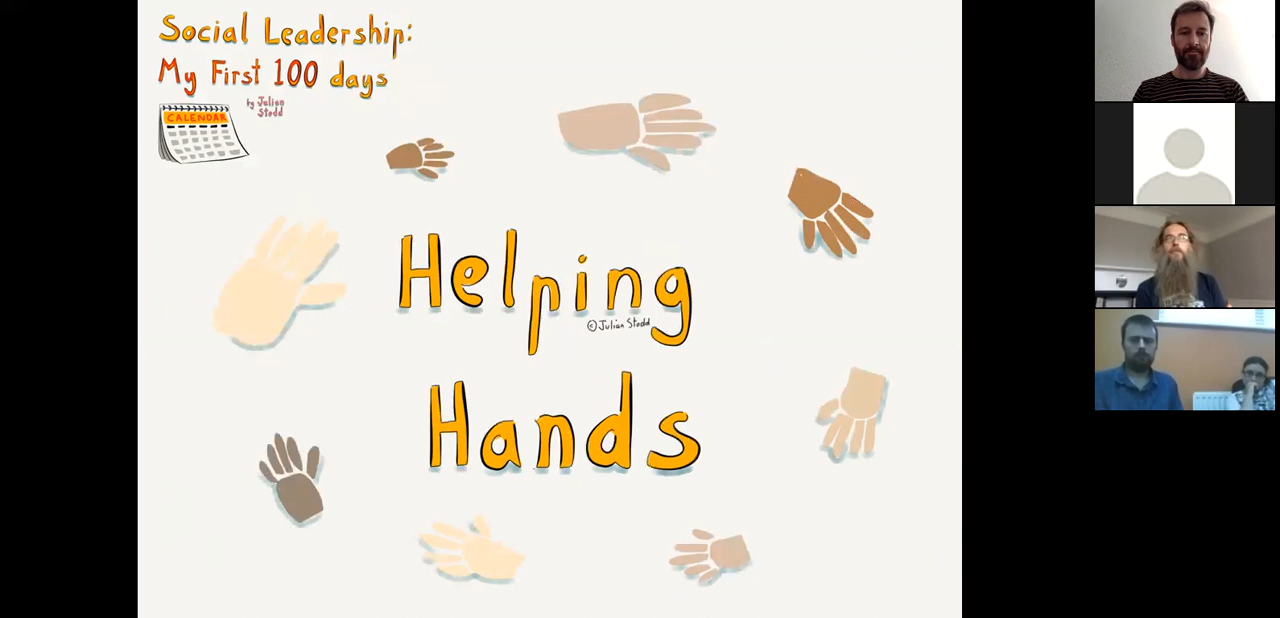 Social Leadership:
My First 100 days
by Julian
Stodd
CALENDAR
Helping
©Julian Stodd
Hands